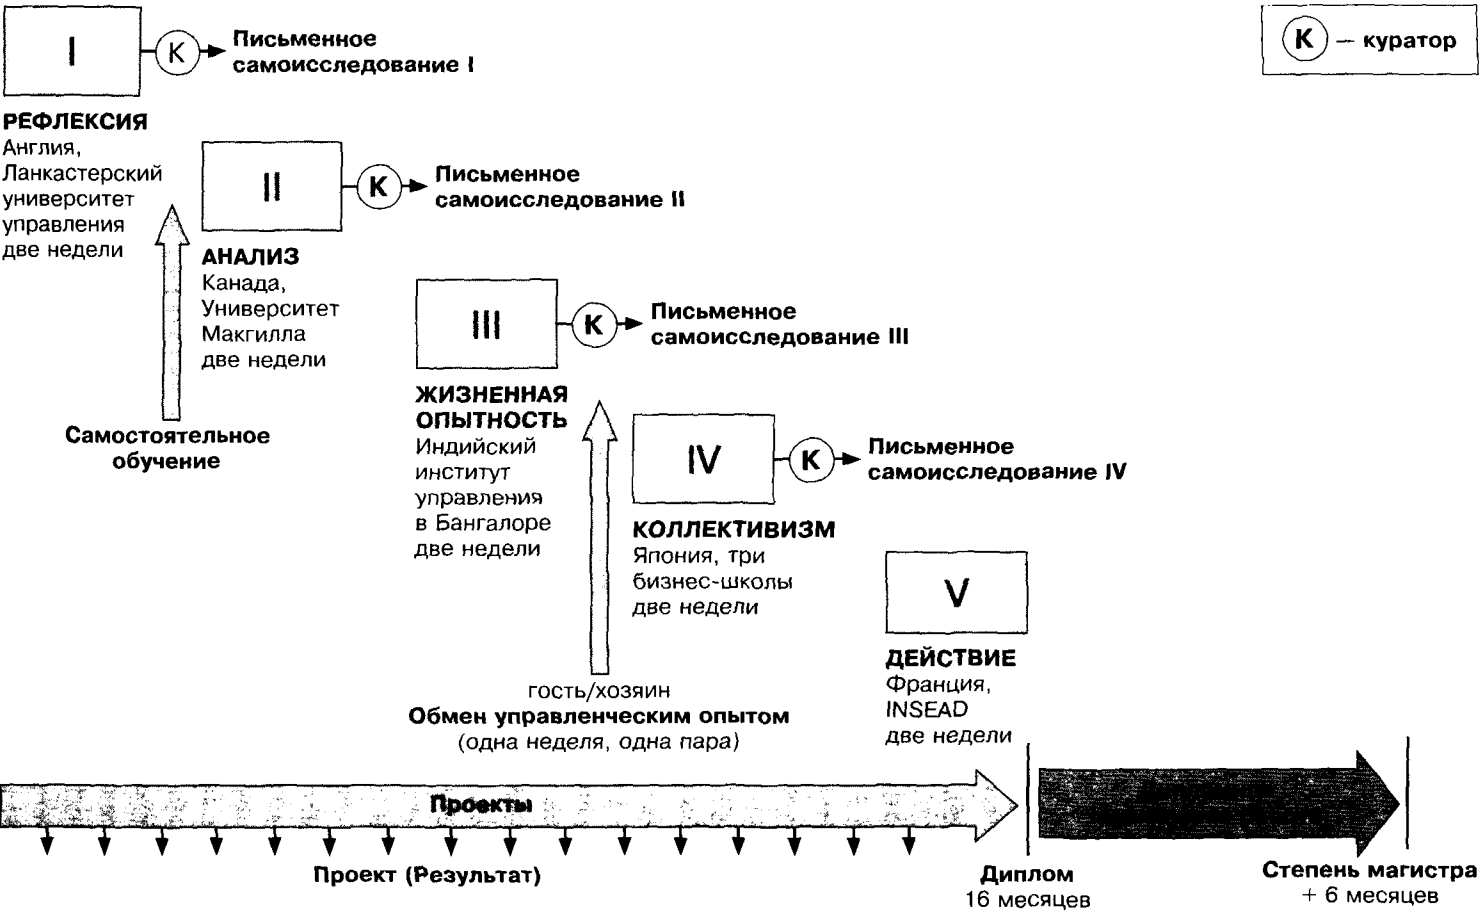 I
К
Письменное
самоисследование I
К – куратор
РЕФЛЕКСИЯ
Англия,
Ланкастерский
университет
управления
две недели
II
К
Письменное
самоисследование II
АНАЛИЗ
Канада,
Университет
Макгилла
две недели
Самостоятельное
обучение
III
К
Письменное
самоисследование III
ЖИЗНЕННАЯ
ОПЫТНОСТЬ
Индийский
институт
управления
в Бангалоре
две недели
IV
К
Письменное
самоисследование IV
КОЛЛЕКТИВИЗМ
Япония, три
бизнес-школы
две недели
V
ДЕЙСТВИЕ
Франция,
INSEAD
две недели
гость/хозяин
Обмен управленческим опытом
(одна неделя, одна пара)
Проекты
Проект (Результат)
Диплом
16 месяцев
Степень магистра
+ 6 месяцев